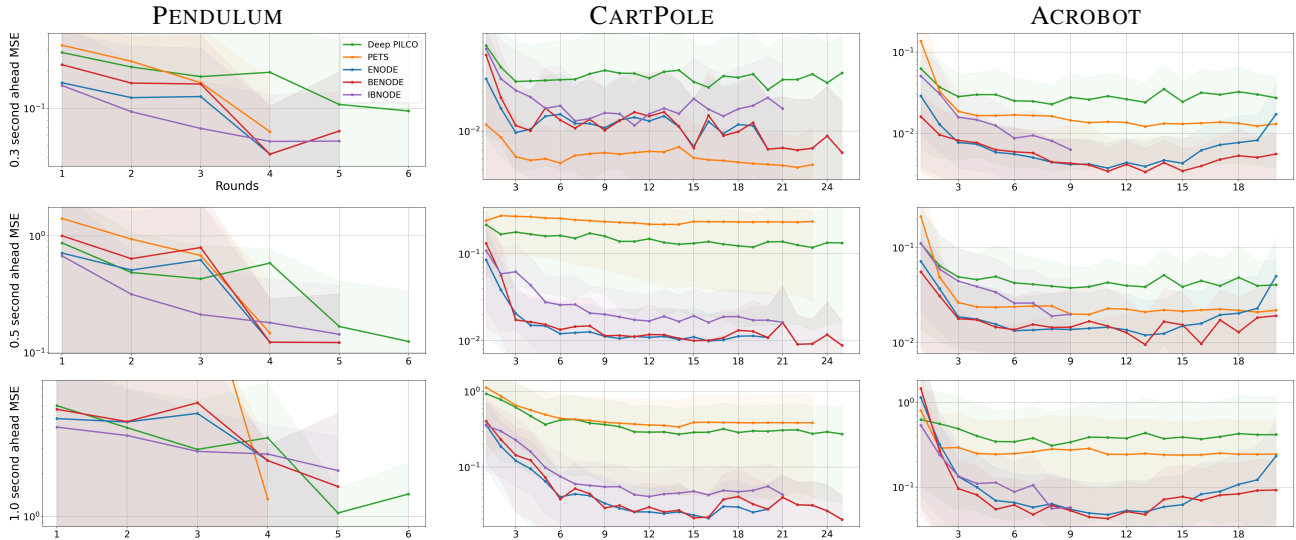 PENDULUM CARTPOLE ACROBOT
0.3 second ahead MSE
10⁻¹
Deep PILCO
PETS
ENODE
BENODE
IBNODE
1 2 3 4 5 6
Rounds
10⁻²
3 6 9 12 15 18 21 24
10⁻¹
10⁻²
3 6 9 12 15 18
0.5 second ahead MSE
10⁰
10⁻¹
1 2 3 4 5 6
10⁻¹
10⁻²
3 6 9 12 15 18 21 24
10⁻¹
10⁻²
3 6 9 12 15 18
1.0 second ahead MSE
10⁰
1 2 3 4 5 6
10⁰
10⁻¹
3 6 9 12 15 18 21 24
10⁰
10⁻¹
3 6 9 12 15 18